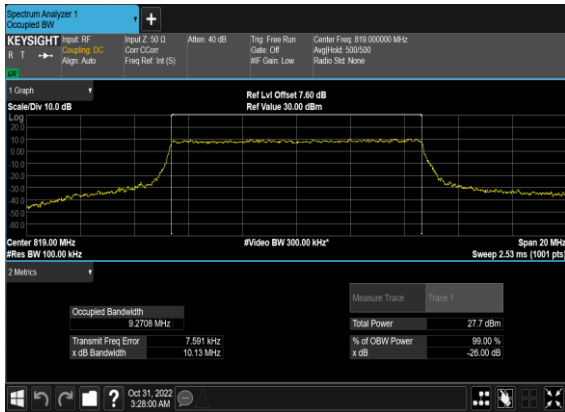 Spectrum Analyzer 1
Occupied BW
+
KEYSIGHT Input: RF Input Z: 50 Ω Atten: 40 dB Trig: Free Run Center Freq: 819.000000 MHz
R T Coupling: DC Corr CCorr Gate: Off Avg|Hold: 500/500
Align: Auto Freq Ref: Int (S) #IF Gain: Low Radio Std: None
1 Graph
Ref Lvl Offset 7.60 dB
Scale/Div 10.0 dB Ref Value 30.00 dBm
Log
20.0
10.0
0.00
-10.0
-20.0
-30.0
-40.0
-50.0
-60.0
Center 819.00 MHz #Video BW 300.00 kHz* Span 20 MHz
#Res BW 100.00 kHz Sweep 2.53 ms (1001 pts)
2 Metrics
Measure Trace Trace 1
Occupied Bandwidth
9.2708 MHz Total Power 27.7 dBm
Transmit Freq Error 7.591 kHz % of OBW Power 99.00 %
x dB Bandwidth 10.13 MHz x dB -26.00 dB
? Oct 31, 2022
3:28:00 AM